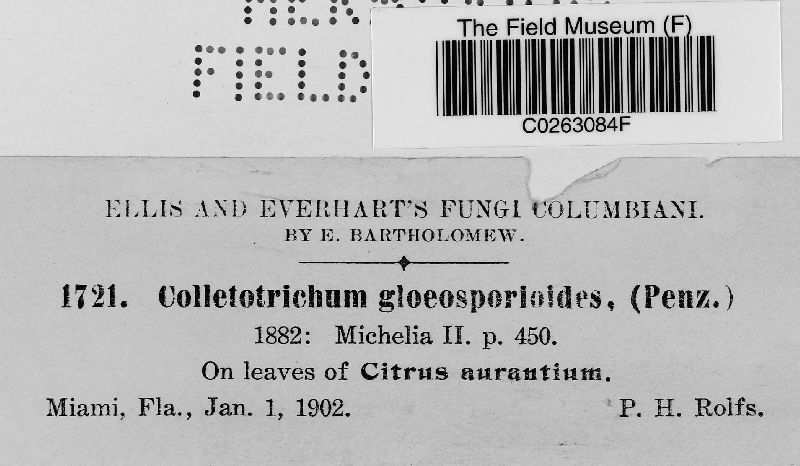 FIELD
The Field Museum (F)
C0263084F
ELLIS AND EVERHART'S FUNGI COLUMBIANI.
BY E. BARTHOLOMEW.
1721. Colletotrichum gloeosporioides, (Penz.)
1882: Michelia II. p. 450.
On leaves of Citrus aurantium.
Miami, Fla., Jan. 1, 1902. P. H. Rolfs.